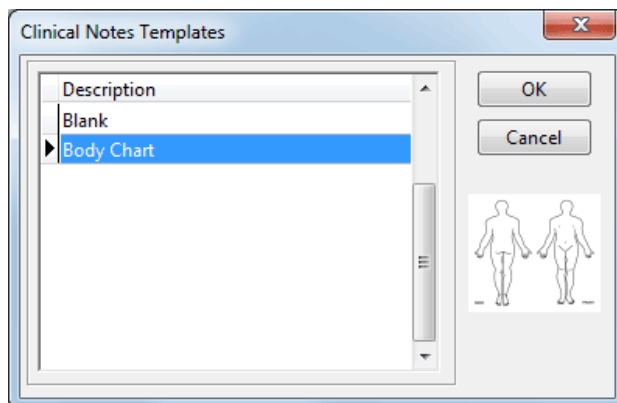 Clinical Notes Templates
Description
Blank
Body Chart
OK
Cancel